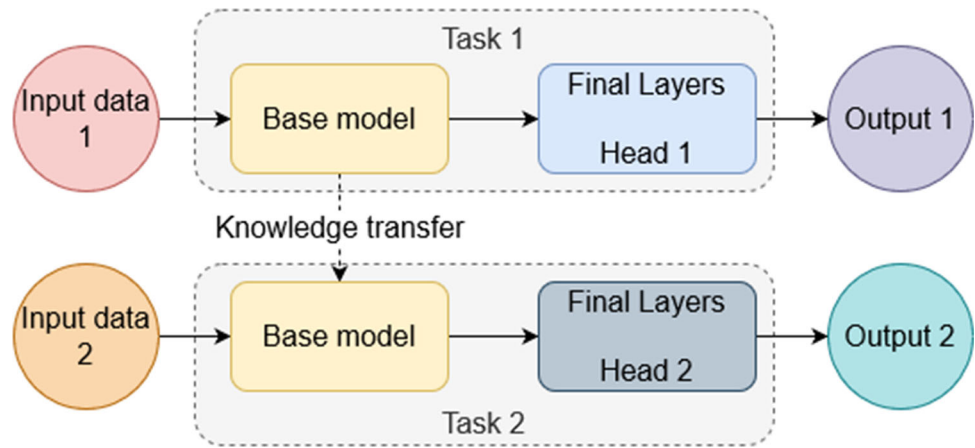 Task 1
Input data
1
Base model
Final Layers
Head 1
Output 1
Knowledge transfer
Input data
2
Base model
Final Layers
Head 2
Output 2
Task 2